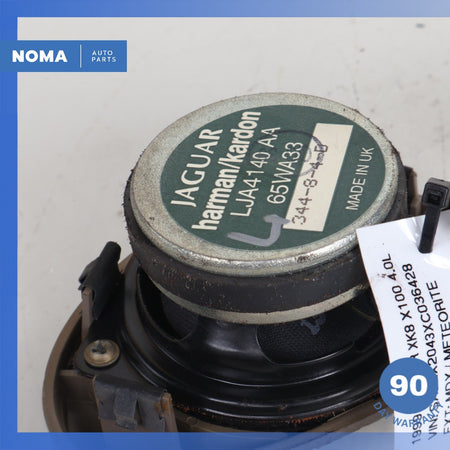 NOMA
AUTO
PARTS
JAGUAR
harman/kardon
LJA4140 AA
65WA33
344-8-4.5
MADE IN UK
XK8 X100 4.0L
2043XC036428
METEORITE
90